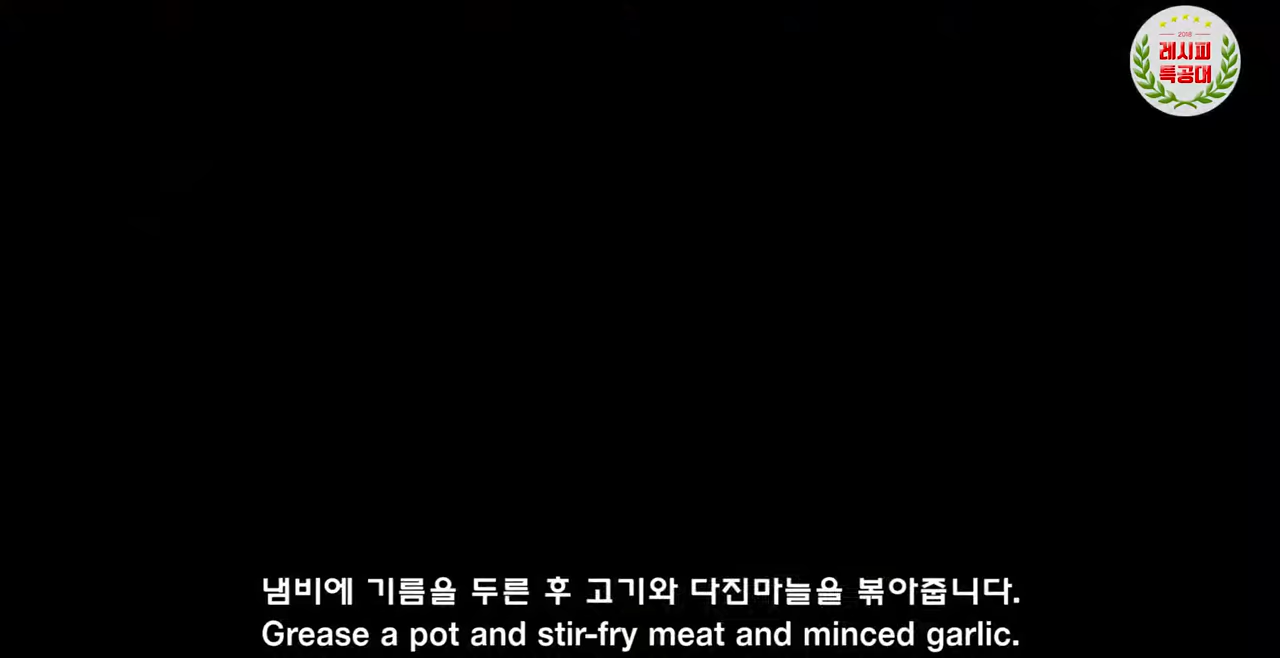 2018
레시피
특공대
냄비에 기름을 두른 후 고기와 다진마늘을 볶아줍니다.
Grease a pot and stir-fry meat and minced garlic.